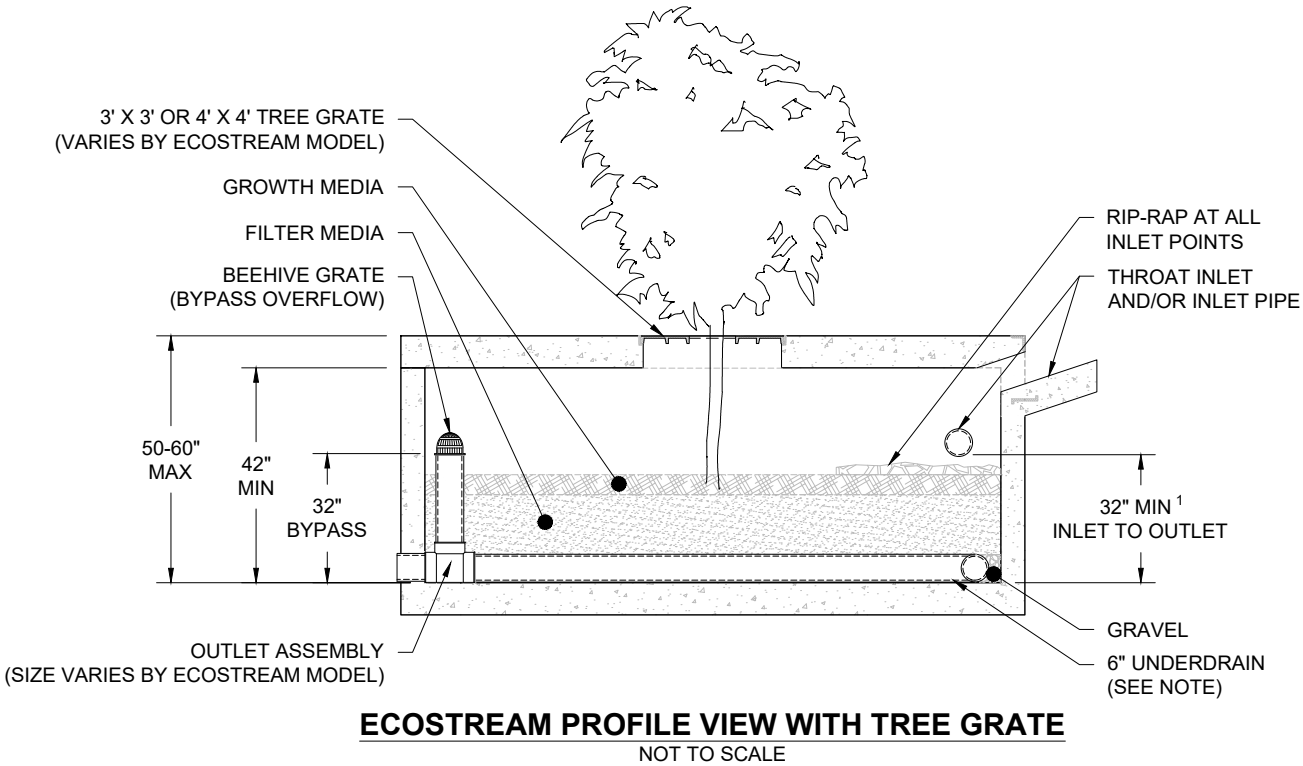 3' X 3' OR 4' X 4' TREE GRATE
(VARIES BY ECOSTREAM MODEL)
GROWTH MEDIA
FILTER MEDIA
BEEHIVE GRATE
(BYPASS OVERFLOW)
RIP-RAP AT ALL
INLET POINTS
THROAT INLET
AND/OR INLET PIPE
50-60"
MAX
42"
MIN
32"
BYPASS
32" MIN 1
INLET TO OUTLET
OUTLET ASSEMBLY
(SIZE VARIES BY ECOSTREAM MODEL)
GRAVEL
6" UNDERDRAIN
(SEE NOTE)
ECOSTREAM PROFILE VIEW WITH TREE GRATE
NOT TO SCALE